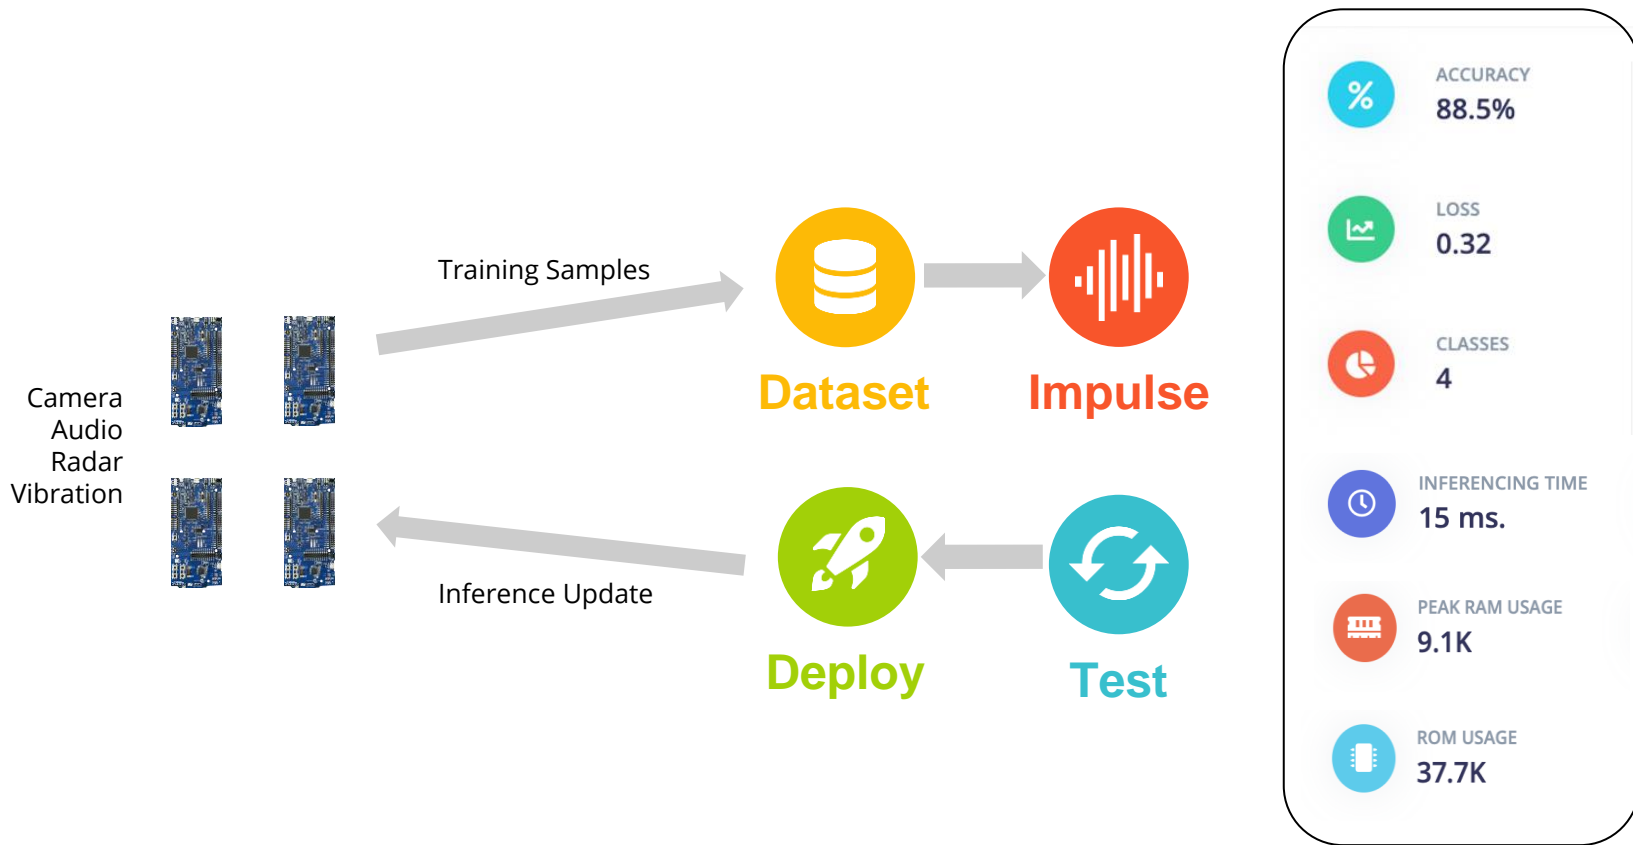 Camera
Audio
Radar
Vibration
Training Samples
Inference Update
Dataset
Impulse
Deploy
Test
ACCURACY
88.5%
LOSS
0.32
CLASSES
4
INFERENCING TIME
15 ms.
PEAK RAM USAGE
9.1K
ROM USAGE
37.7K